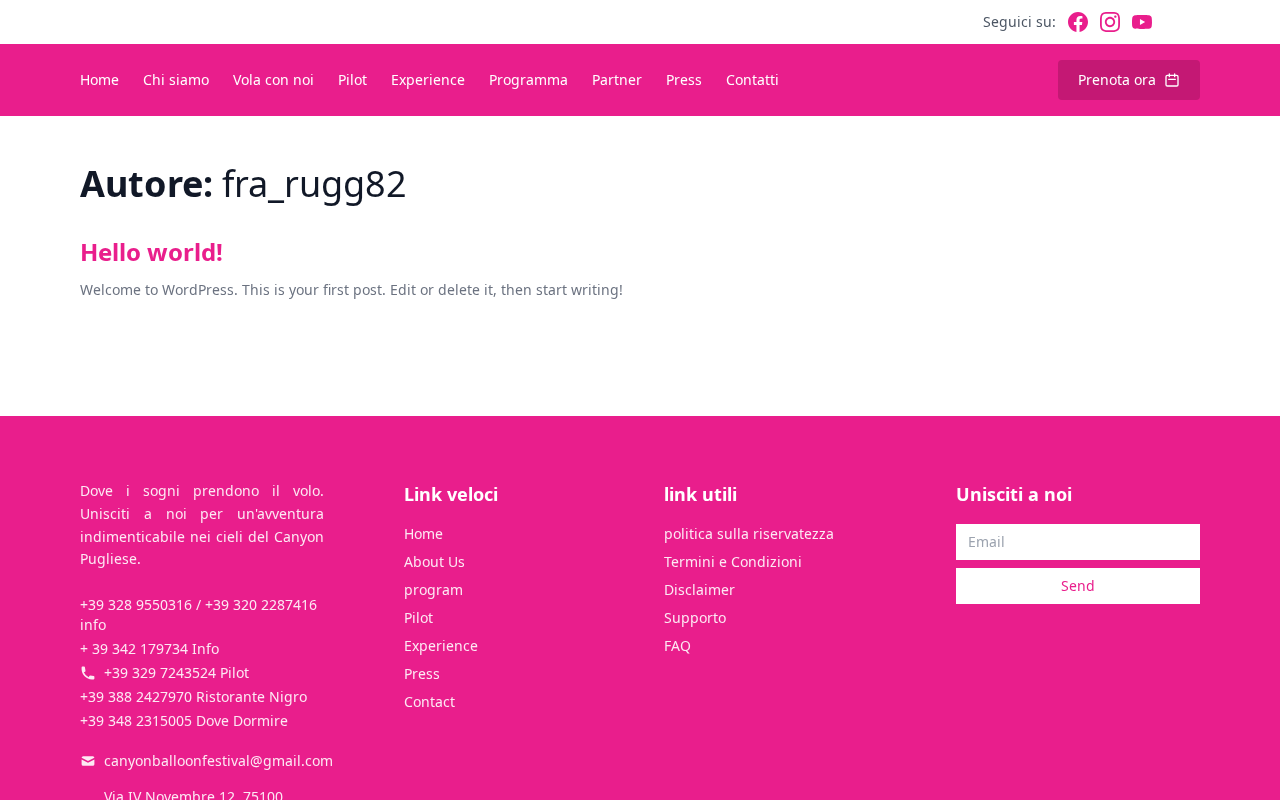 Seguici su:
Home Chi siamo Vola con noi Pilot Experience Programma Partner Press Contatti Prenota ora
Autore: fra_rugg82
Hello world!
Welcome to WordPress. This is your first post. Edit or delete it, then start writing!
Dove i sogni prendono il volo.
Unisciti a noi per un'avventura
indimenticabile nei cieli del Canyon
Pugliese.
+39 328 9550316 / +39 320 2287416
info
+ 39 342 179734 Info
+39 329 7243524 Pilot
+39 388 2427970 Ristorante Nigro
+39 348 2315005 Dove Dormire
canyonballoonfestival@gmail.com
Via IV Novembre 12, 75100
Link veloci
Home
About Us
program
Pilot
Experience
Press
Contact
link utili
politica sulla riservatezza
Termini e Condizioni
Disclaimer
Supporto
FAQ
Unisciti a noi
Email
Send